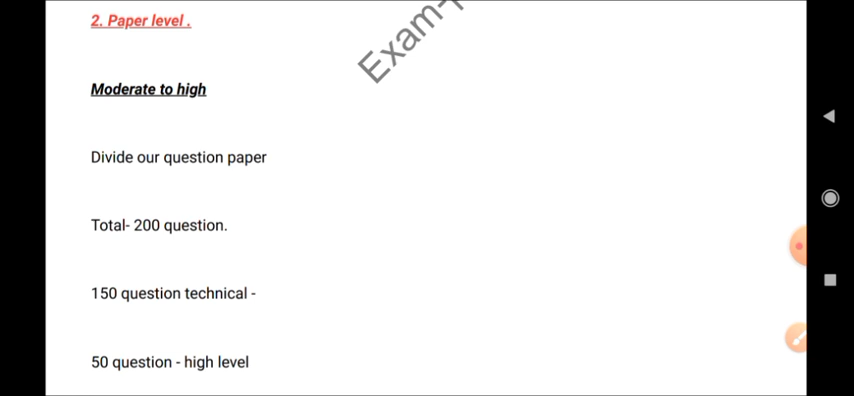 2. Paper level .
Exam-
Moderate to high
Divide our question paper
Total- 200 question.
150 question technical -
50 question - high level